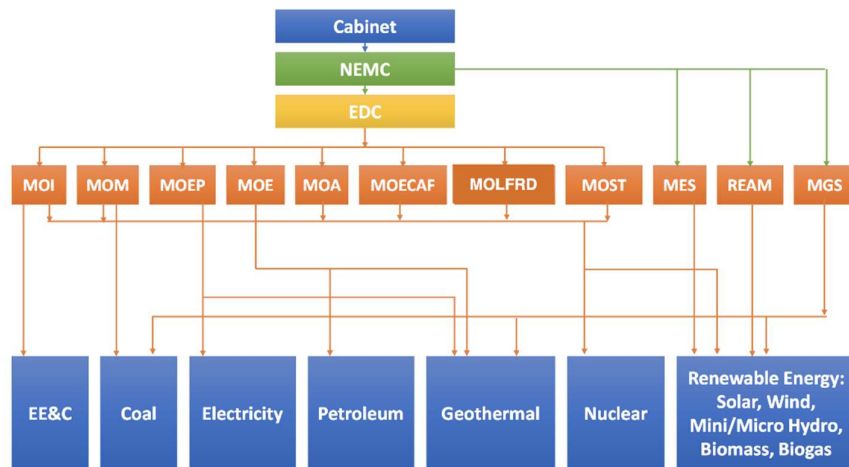 Cabinet
NEMC
EDC
MOI
MOM
MOEP
MOE
MOA
MOECAF
MOLFRD
MOST
MES
REAM
MGS
EE&C
Coal
Electricity
Petroleum
Geothermal
Nuclear
Renewable Energy:
Solar, Wind,
Mini/Micro Hydro,
Biomass, Biogas